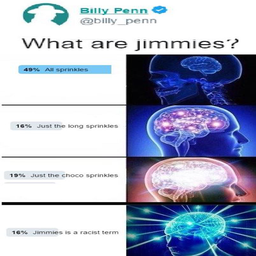 Billy Penn
@billy_penn
What are jimmies?
49% All sprinkles
16% Just the long sprinkles
19% Just the choco sprinkles
16% Jimmies is a racist term